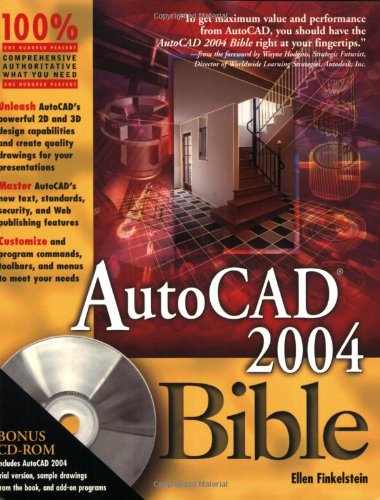 100%
ONE HUNDRED PERCENT
COMPREHENSIVE
AUTHORITATIVE
WHAT YOU NEED
ONE HUNDRED PERCENT
Unleash AutoCAD's
powerful 2D and 3D
design capabilities
and create quality
drawings for your
presentations
Master AutoCAD's
new text, standards,
security, and Web
publishing features
Customize and
program commands,
toolbars, and menus
to meet your needs
"To get maximum value and performance
from AutoCAD, you should have the
AutoCAD 2004 Bible right at your fingertips."
—from the foreword by Wayne Hodgins, Strategic Futurist,
Director of Worldwide Learning Strategies, Autodesk, Inc.
AutoCAD®
2004
Bible
BONUS
CD-ROM
Includes AutoCAD 2004
trial version, sample drawings
from the book, and add-on programs
Ellen Finkelstein
Copyrighted Material
Copyrighted Material